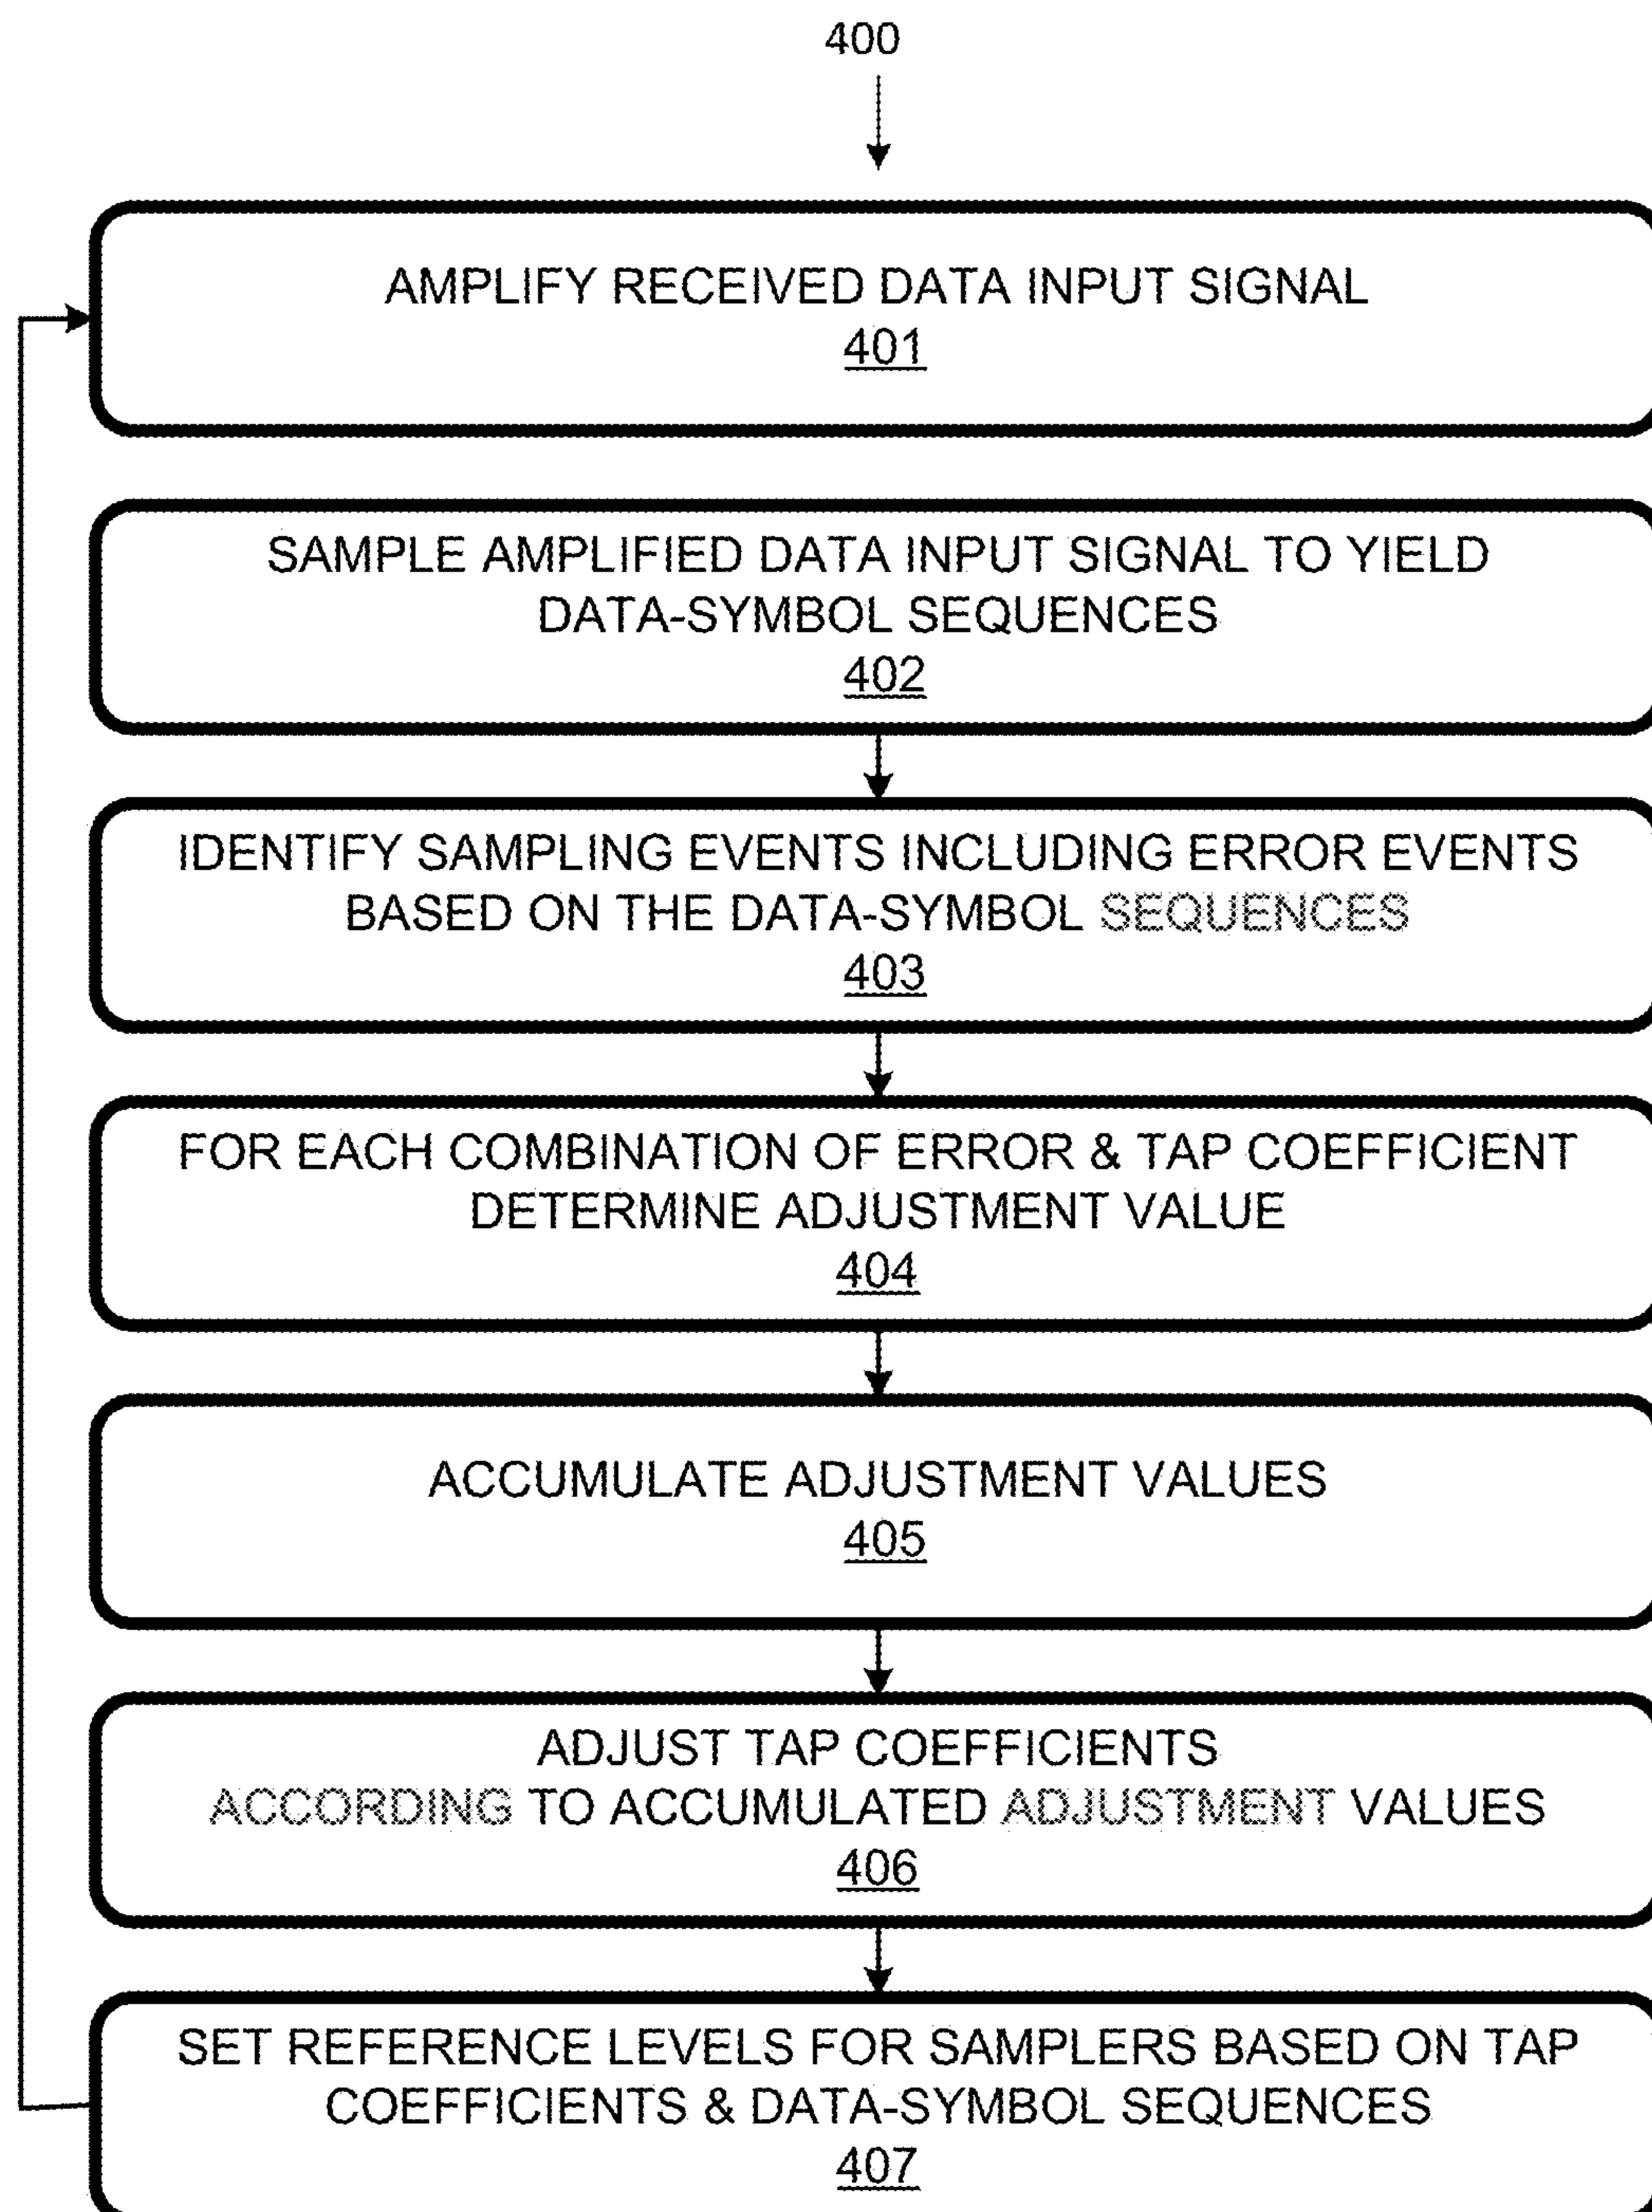 400
AMPLIFY RECEIVED DATA INPUT SIGNAL
401
SAMPLE AMPLIFIED DATA INPUT SIGNAL TO YIELD
DATA-SYMBOL SEQUENCES
402
IDENTIFY SAMPLING EVENTS INCLUDING ERROR EVENTS
BASED ON THE DATA-SYMBOL SEQUENCES
403
FOR EACH COMBINATION OF ERROR & TAP COEFFICIENT
DETERMINE ADJUSTMENT VALUE
404
ACCUMULATE ADJUSTMENT VALUES
405
ADJUST TAP COEFFICIENTS
ACCORDING TO ACCUMULATED ADJUSTMENT VALUES
406
SET REFERENCE LEVELS FOR SAMPLERS BASED ON TAP
COEFFICIENTS & DATA-SYMBOL SEQUENCES
407